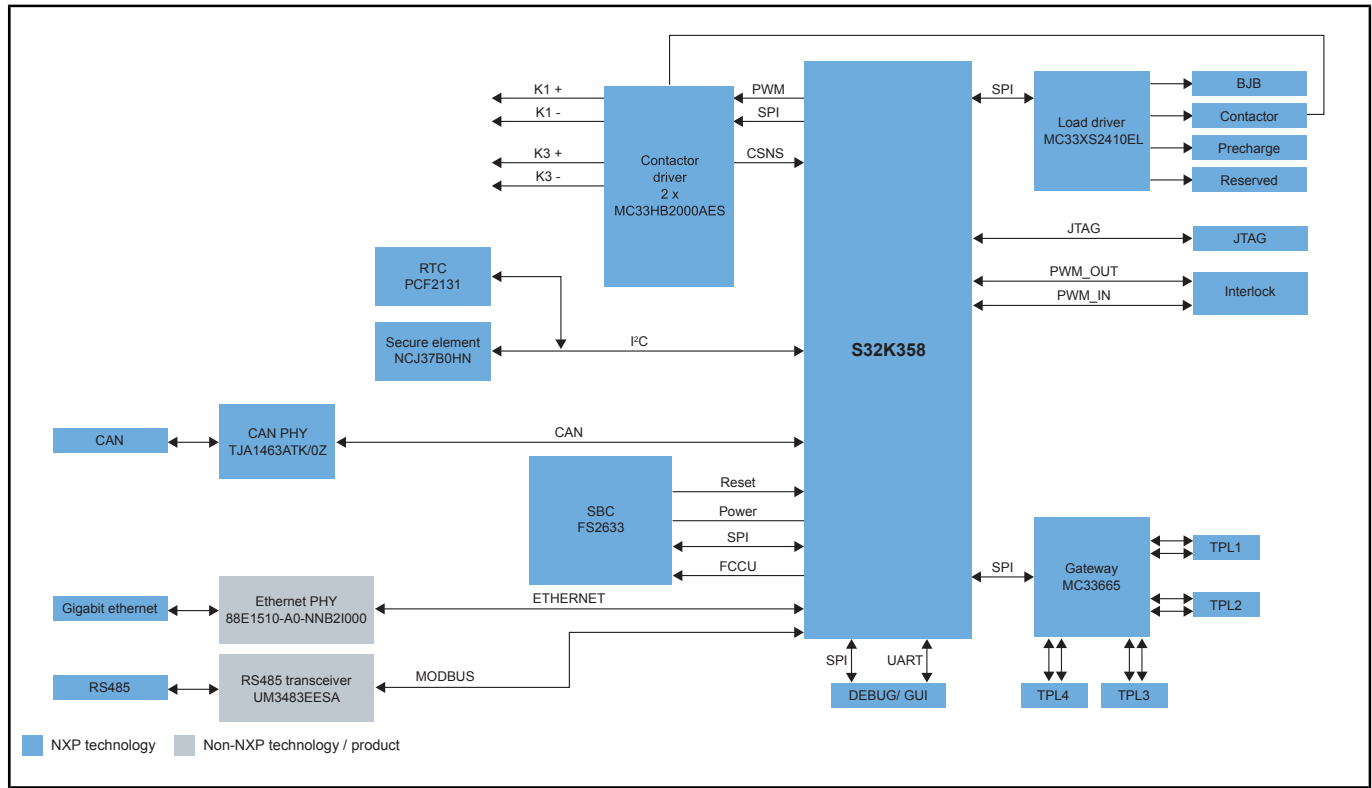 K1 +
K1 -
K3 +
K3 -
Contactor
driver
2 x
MC33HB2000AES
PWM
SPI
CSNS
S32K358
SPI
Load driver
MC33XS2410EL
BJB
Contactor
Precharge
Reserved
JTAG
JTAG
PWM_OUT
PWM_IN
Interlock
RTC
PCF2131
Secure element
NCJ37B0HN
I²C
CAN
CAN PHY
TJA1463ATK/0Z
CAN
SBC
FS2633
Reset
Power
SPI
FCCU
SPI
Gateway
MC33665
TPL1
TPL2
TPL4
TPL3
Gigabit ethernet
Ethernet PHY
88E1510-A0-NNB2I000
ETHERNET
RS485
RS485 transceiver
UM3483EESA
MODBUS
SPI
UART
DEBUG/ GUI
NXP technology
Non-NXP technology / product